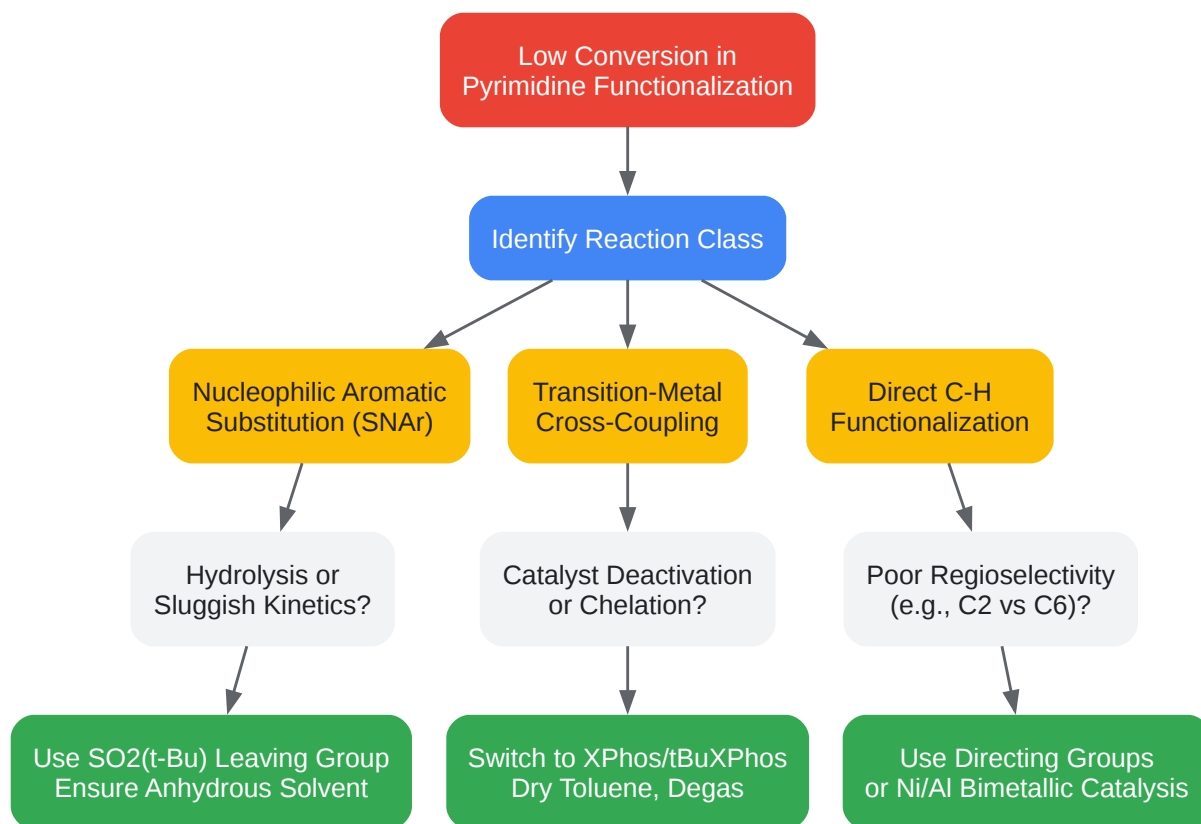 Low Conversion in
Pyrimidine Functionalization
Identify Reaction Class
Nucleophilic Aromatic
Substitution (SNAr)
Transition-Metal
Cross-Coupling
Direct C-H
Functionalization
Hydrolysis or
Sluggish Kinetics?
Catalyst Deactivation
or Chelation?
Poor Regioselectivity
(e.g., C2 vs C6)?
Use SO2(t-Bu) Leaving Group
Ensure Anhydrous Solvent
Switch to XPhos/tBuXPhos
Dry Toluene, Degas
Use Directing Groups
or Ni/Al Bimetallic Catalysis